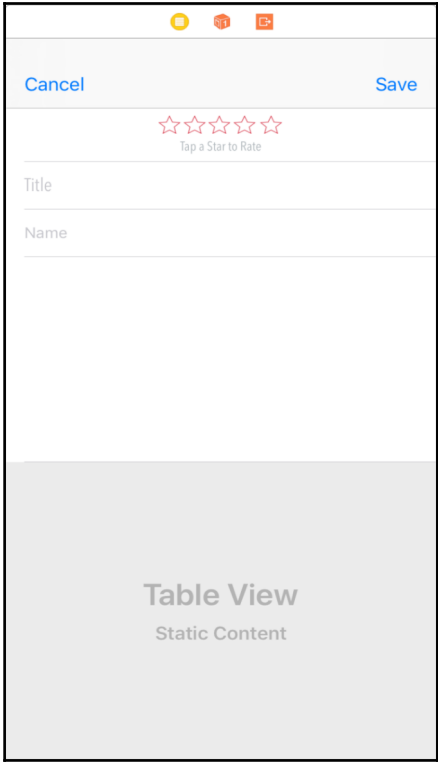 Cancel
Save
Tap a Star to Rate
Title
Name
Table View
Static Content